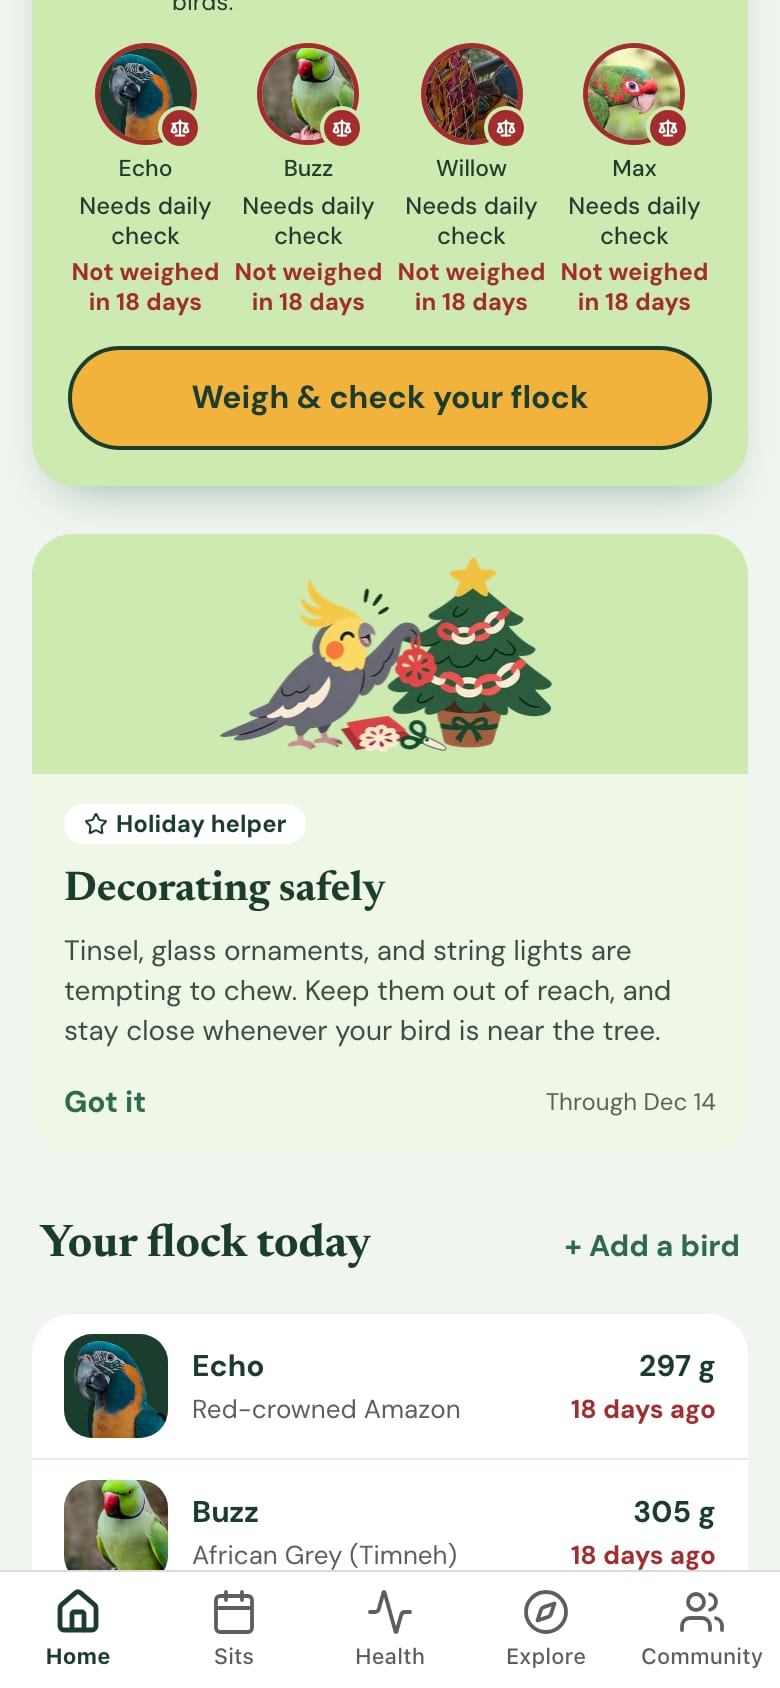 birds.
Echo
Buzz
Willow
Max
Needs daily check
Needs daily check
Needs daily check
Needs daily check
Not weighed in 18 days
Not weighed in 18 days
Not weighed in 18 days
Not weighed in 18 days
Weigh & check your flock
Holiday helper
Decorating safely
Tinsel, glass ornaments, and string lights are
tempting to chew. Keep them out of reach, and
stay close whenever your bird is near the tree.
Got it
Through Dec 14
Your flock today
+ Add a bird
Echo
297 g
Red-crowned Amazon
18 days ago
Buzz
305 g
African Grey (Timneh)
18 days ago
Home
Sits
Health
Explore
Community